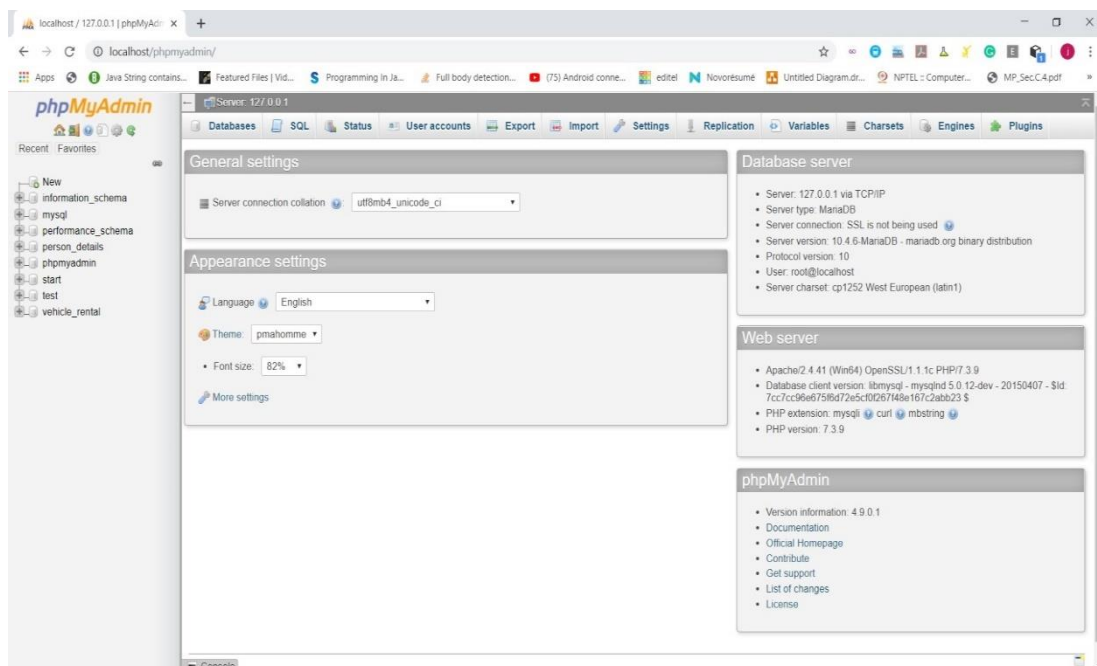 localhost / 127.0.0.1 | phpMyAdm
localhost/phpmyadmin/
Apps
Java String contains...
Featured Files | Vid...
Programming In Ja...
Full body detection...
(75) Android conne...
editel
Novorésumé
Untitled Diagram.dr...
NPTEL :: Computer...
MP_Sec.C.4.pdf
»
phpMyAdmin
Recent Favorites
New
information_schema
mysql
performance_schema
person_details
phpmyadmin
start
test
vehicle_rental
Server: 127.0.0.1
Databases SQL Status User accounts Export Import Settings Replication Variables Charsets Engines Plugins
General settings
Server connection collation utf8mb4_unicode_ci
Appearance settings
Language English
Theme: pmahomme
• Font size: 82%
More settings
Database server
• Server: 127.0.0.1 via TCP/IP
• Server type: MariaDB
• Server connection: SSL is not being used
• Server version: 10.4.6-MariaDB - mariadb.org binary distribution
• Protocol version: 10
• User: root@localhost
• Server charset: cp1252 West European (latin1)
Web server
• Apache/2.4.41 (Win64) OpenSSL/1.1.1c PHP/7.3.9
• Database client version: libmysql - mysqlnd 5.0.12-dev - 20150407 - $Id:
7cc7cc96e675f6d72e5cf0f267f48e167c2abb23 $
• PHP extension: mysqli curl mbstring
• PHP version: 7.3.9
phpMyAdmin
• Version information: 4.9.0.1
• Documentation
• Official Homepage
• Contribute
• Get support
• List of changes
• License
Console